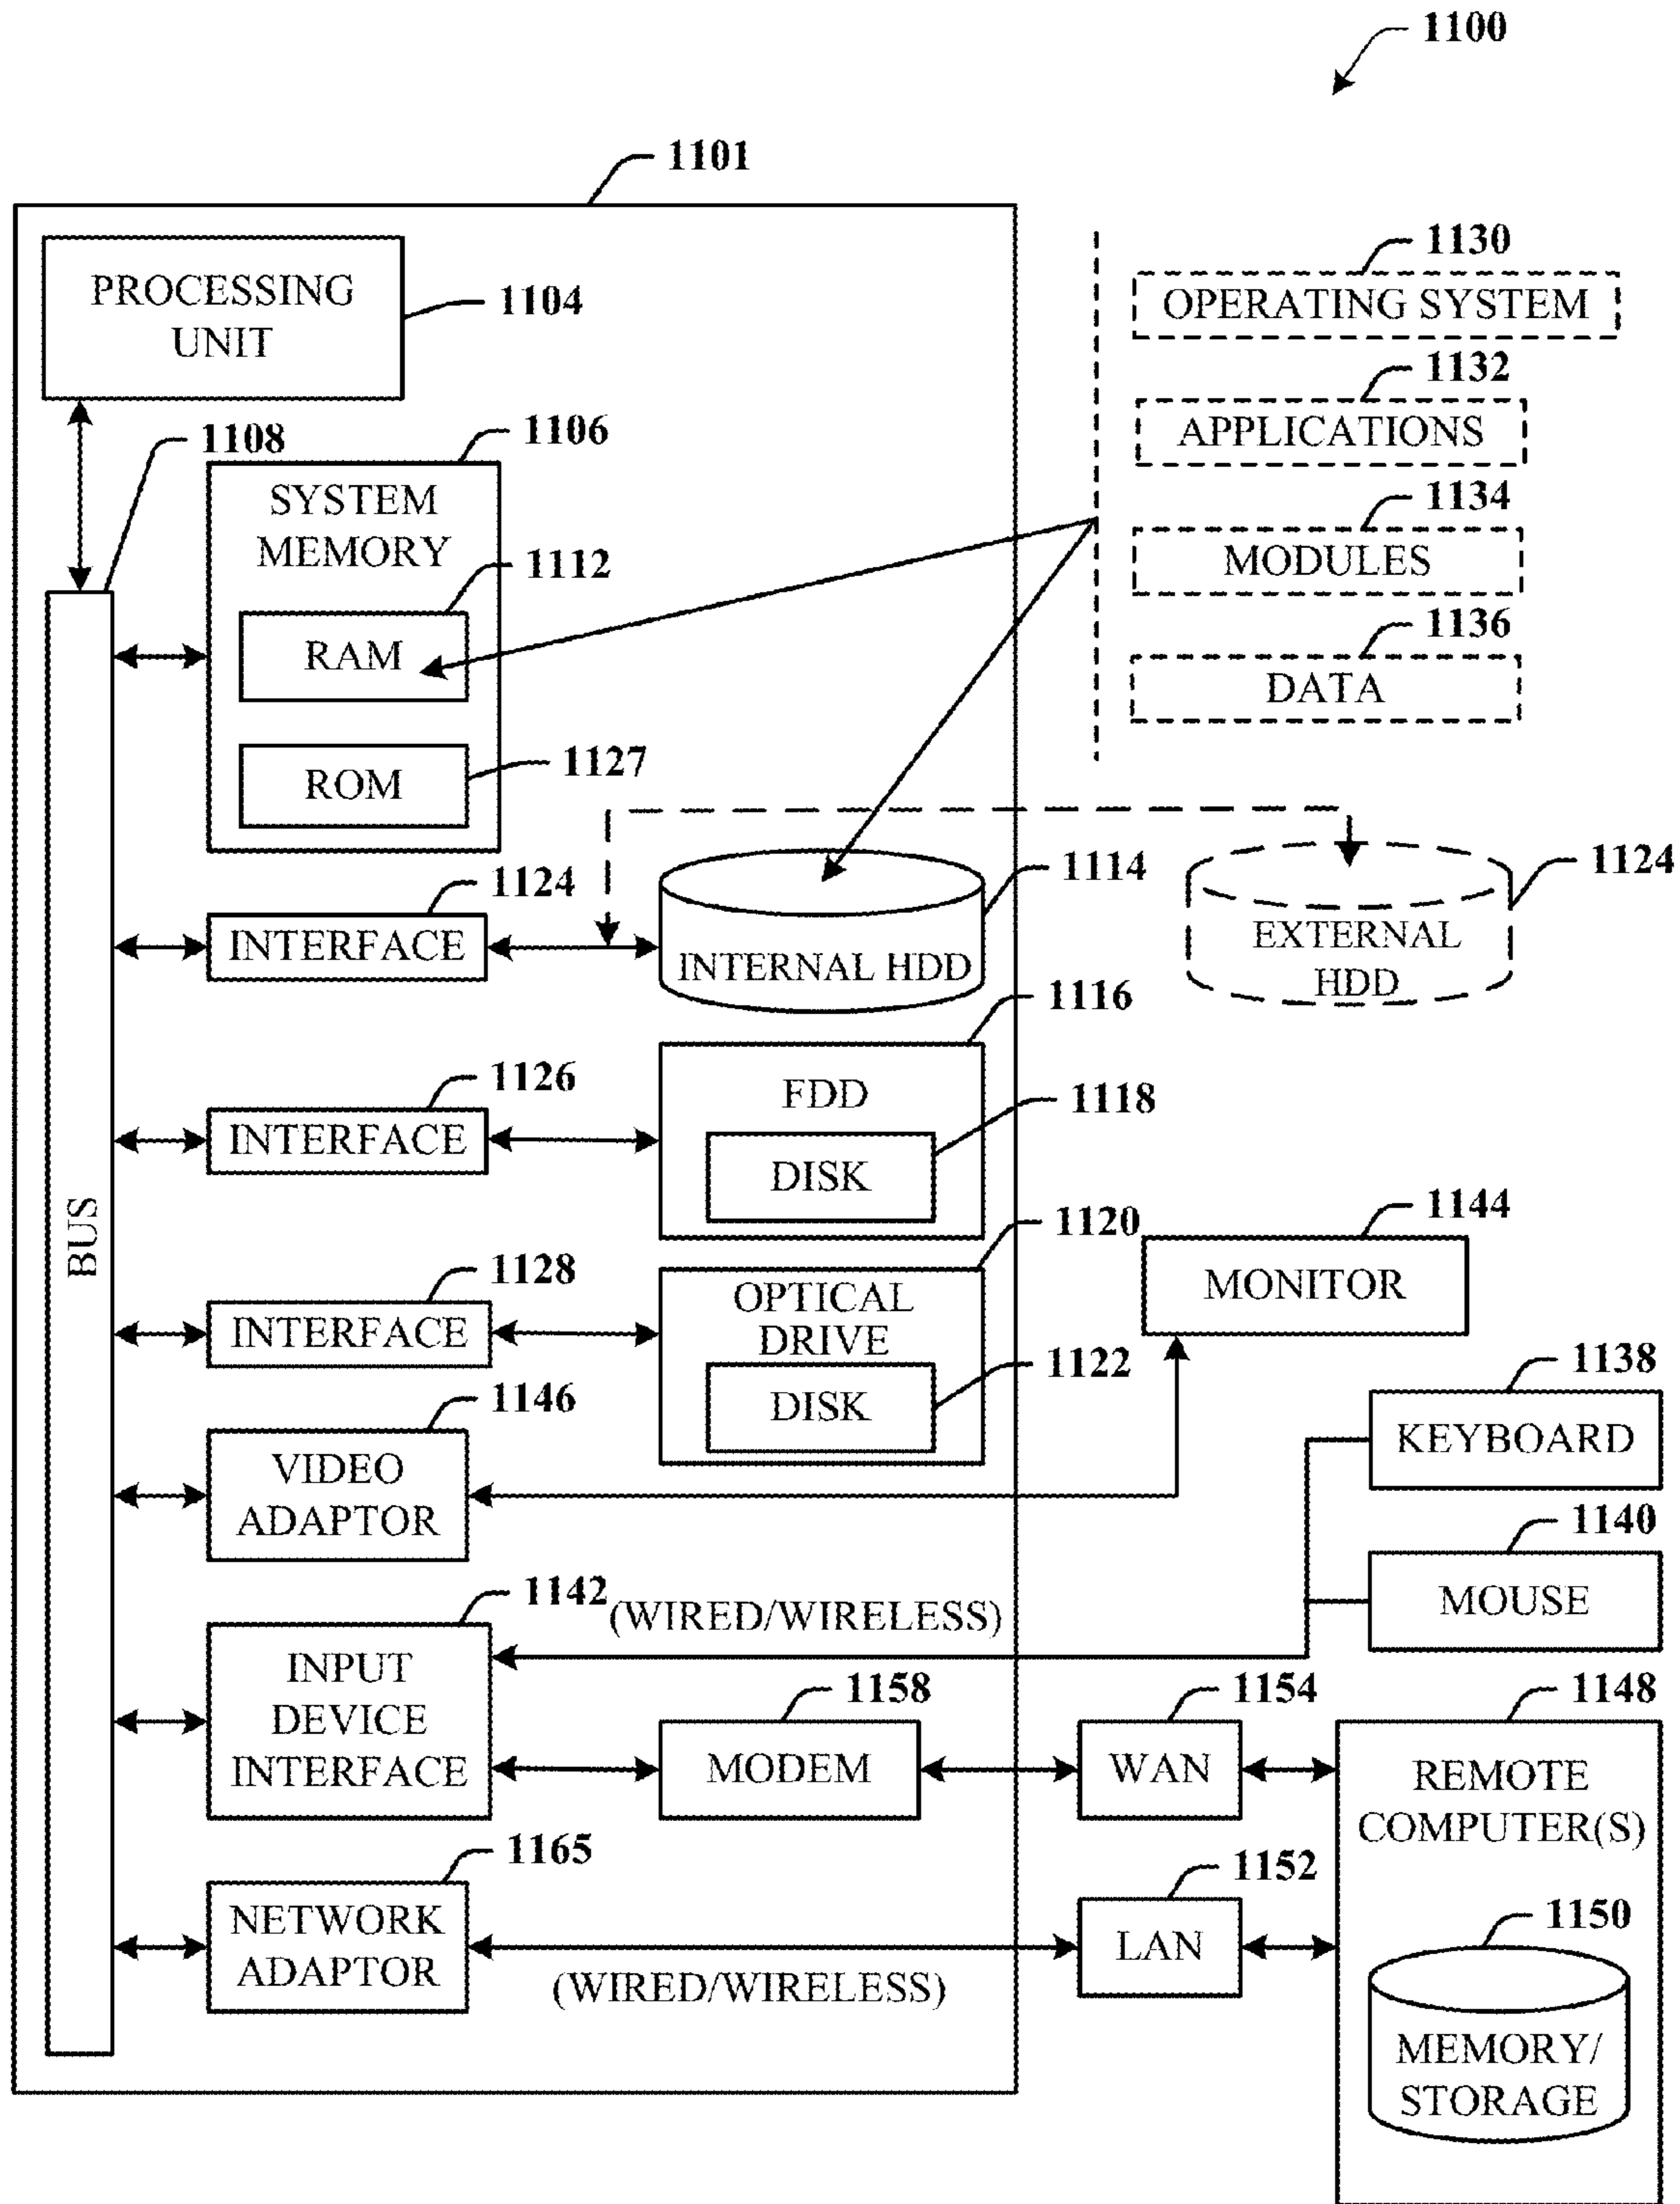 1100
1101
PROCESSING
UNIT
1104
1108
1106
SYSTEM
MEMORY
1112
RAM
ROM
1127
1130
OPERATING SYSTEM
1132
APPLICATIONS
1134
MODULES
1136
DATA
1124
INTERFACE
1114
INTERNAL HDD
1124
EXTERNAL
HDD
1126
INTERFACE
1116
FDD
1118
DISK
BUS
1128
INTERFACE
1120
OPTICAL
DRIVE
1122
DISK
1144
MONITOR
1146
VIDEO
ADAPTOR
1138
KEYBOARD
1140
MOUSE
1142
(WIRED/WIRELESS)
INPUT
DEVICE
INTERFACE
1158
MODEM
1154
WAN
1148
REMOTE
COMPUTER(S)
1165
NETWORK
ADAPTOR
(WIRED/WIRELESS)
1152
LAN
1150
MEMORY/
STORAGE